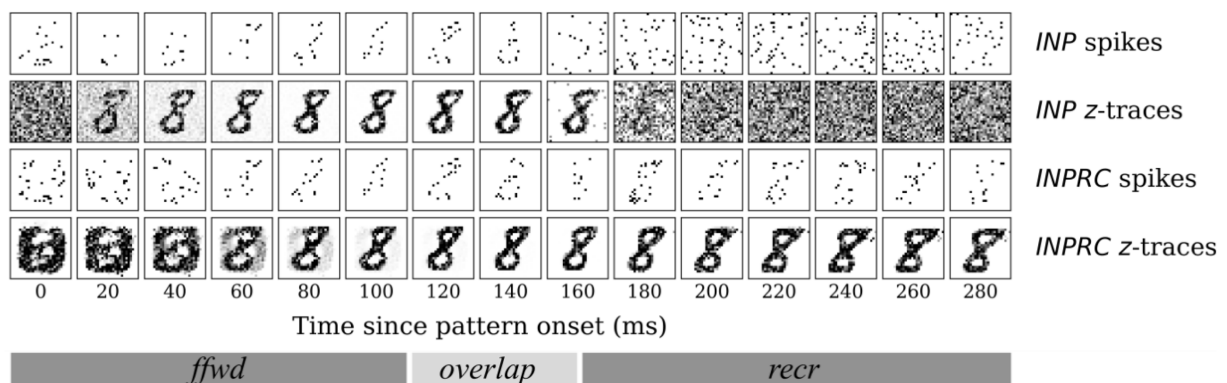 INP spikes
INP z-traces
INPRC spikes
INPRC z-traces
0 20 40 60 80 100 120 140 160 180 200 220 240 260 280
Time since pattern onset (ms)
ffwd overlap recr